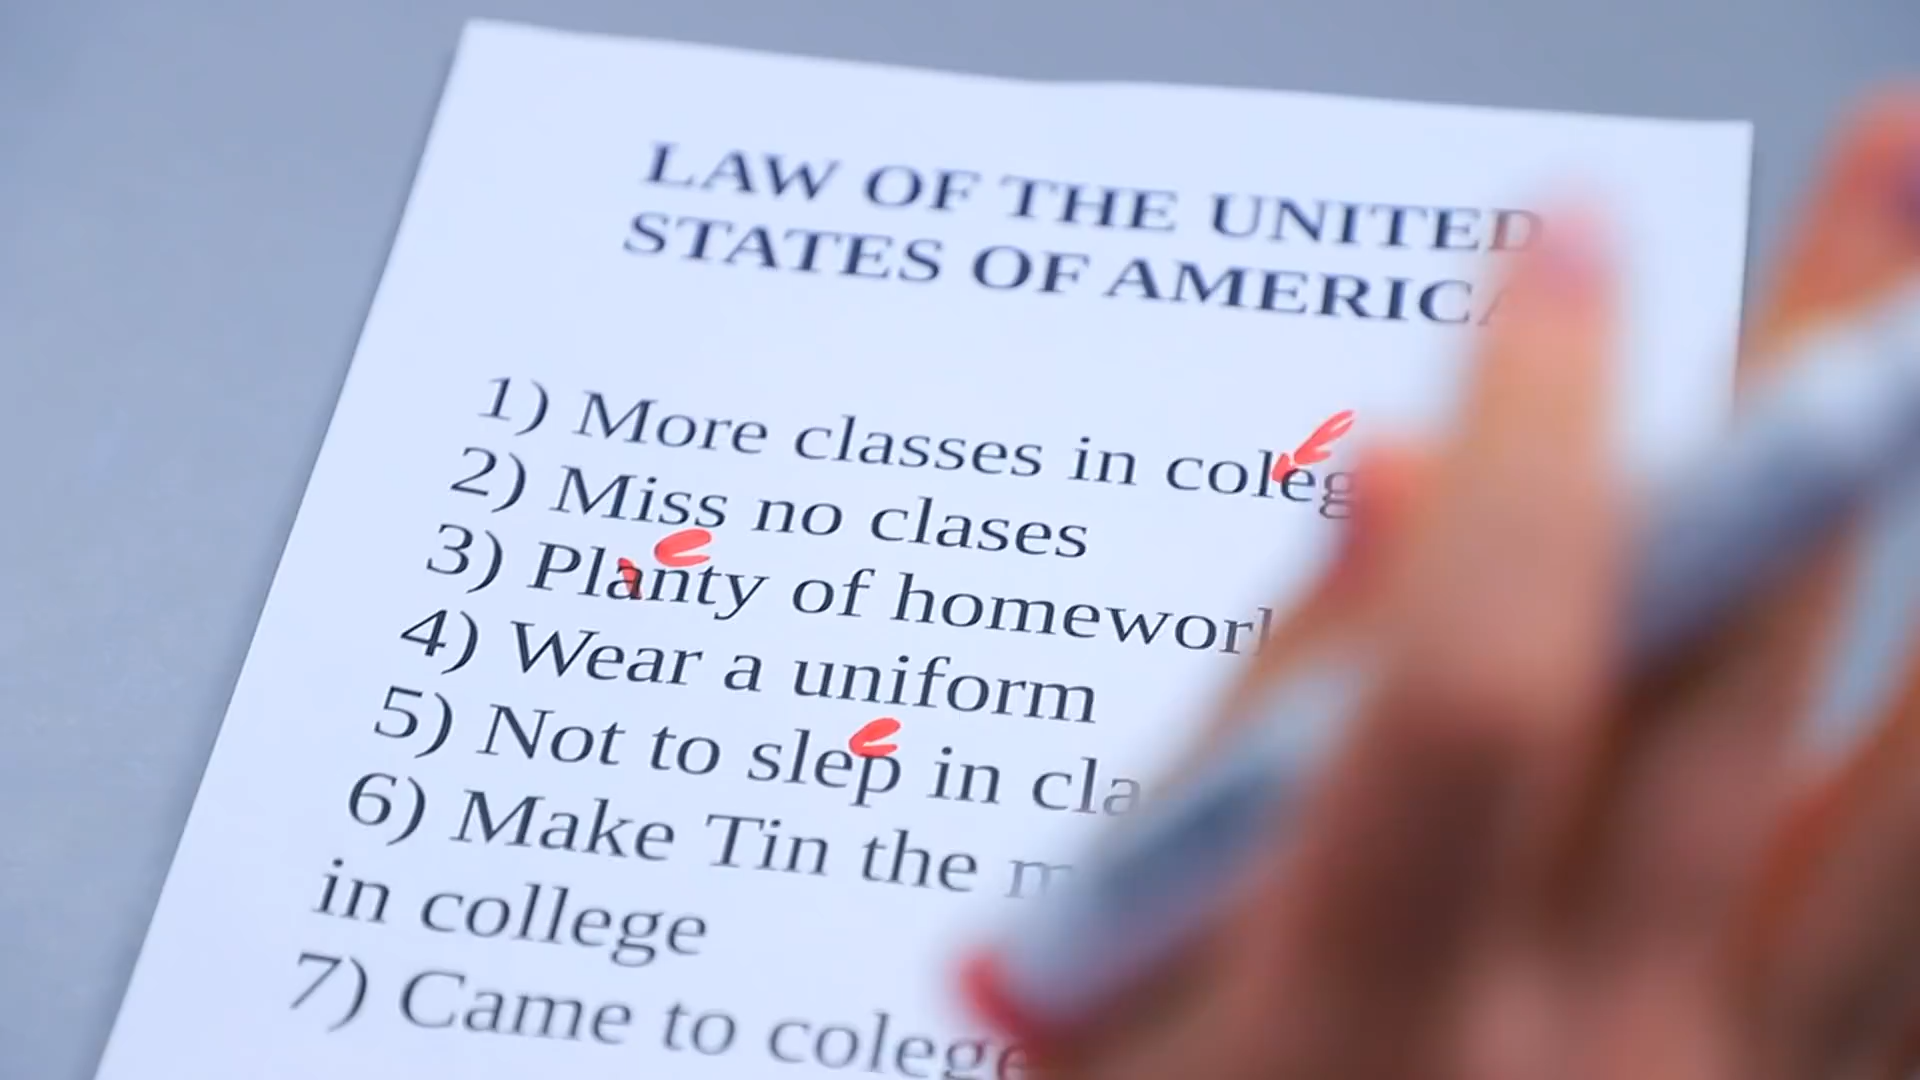 LAW OF THE UNITED
STATES OF AMERICA
1) More classes in coleg
2) Miss no clases
3) Planty of homework
4) Wear a uniform
5) Not to slep in cla
6) Make Tin the m
in college
7) Came to colege